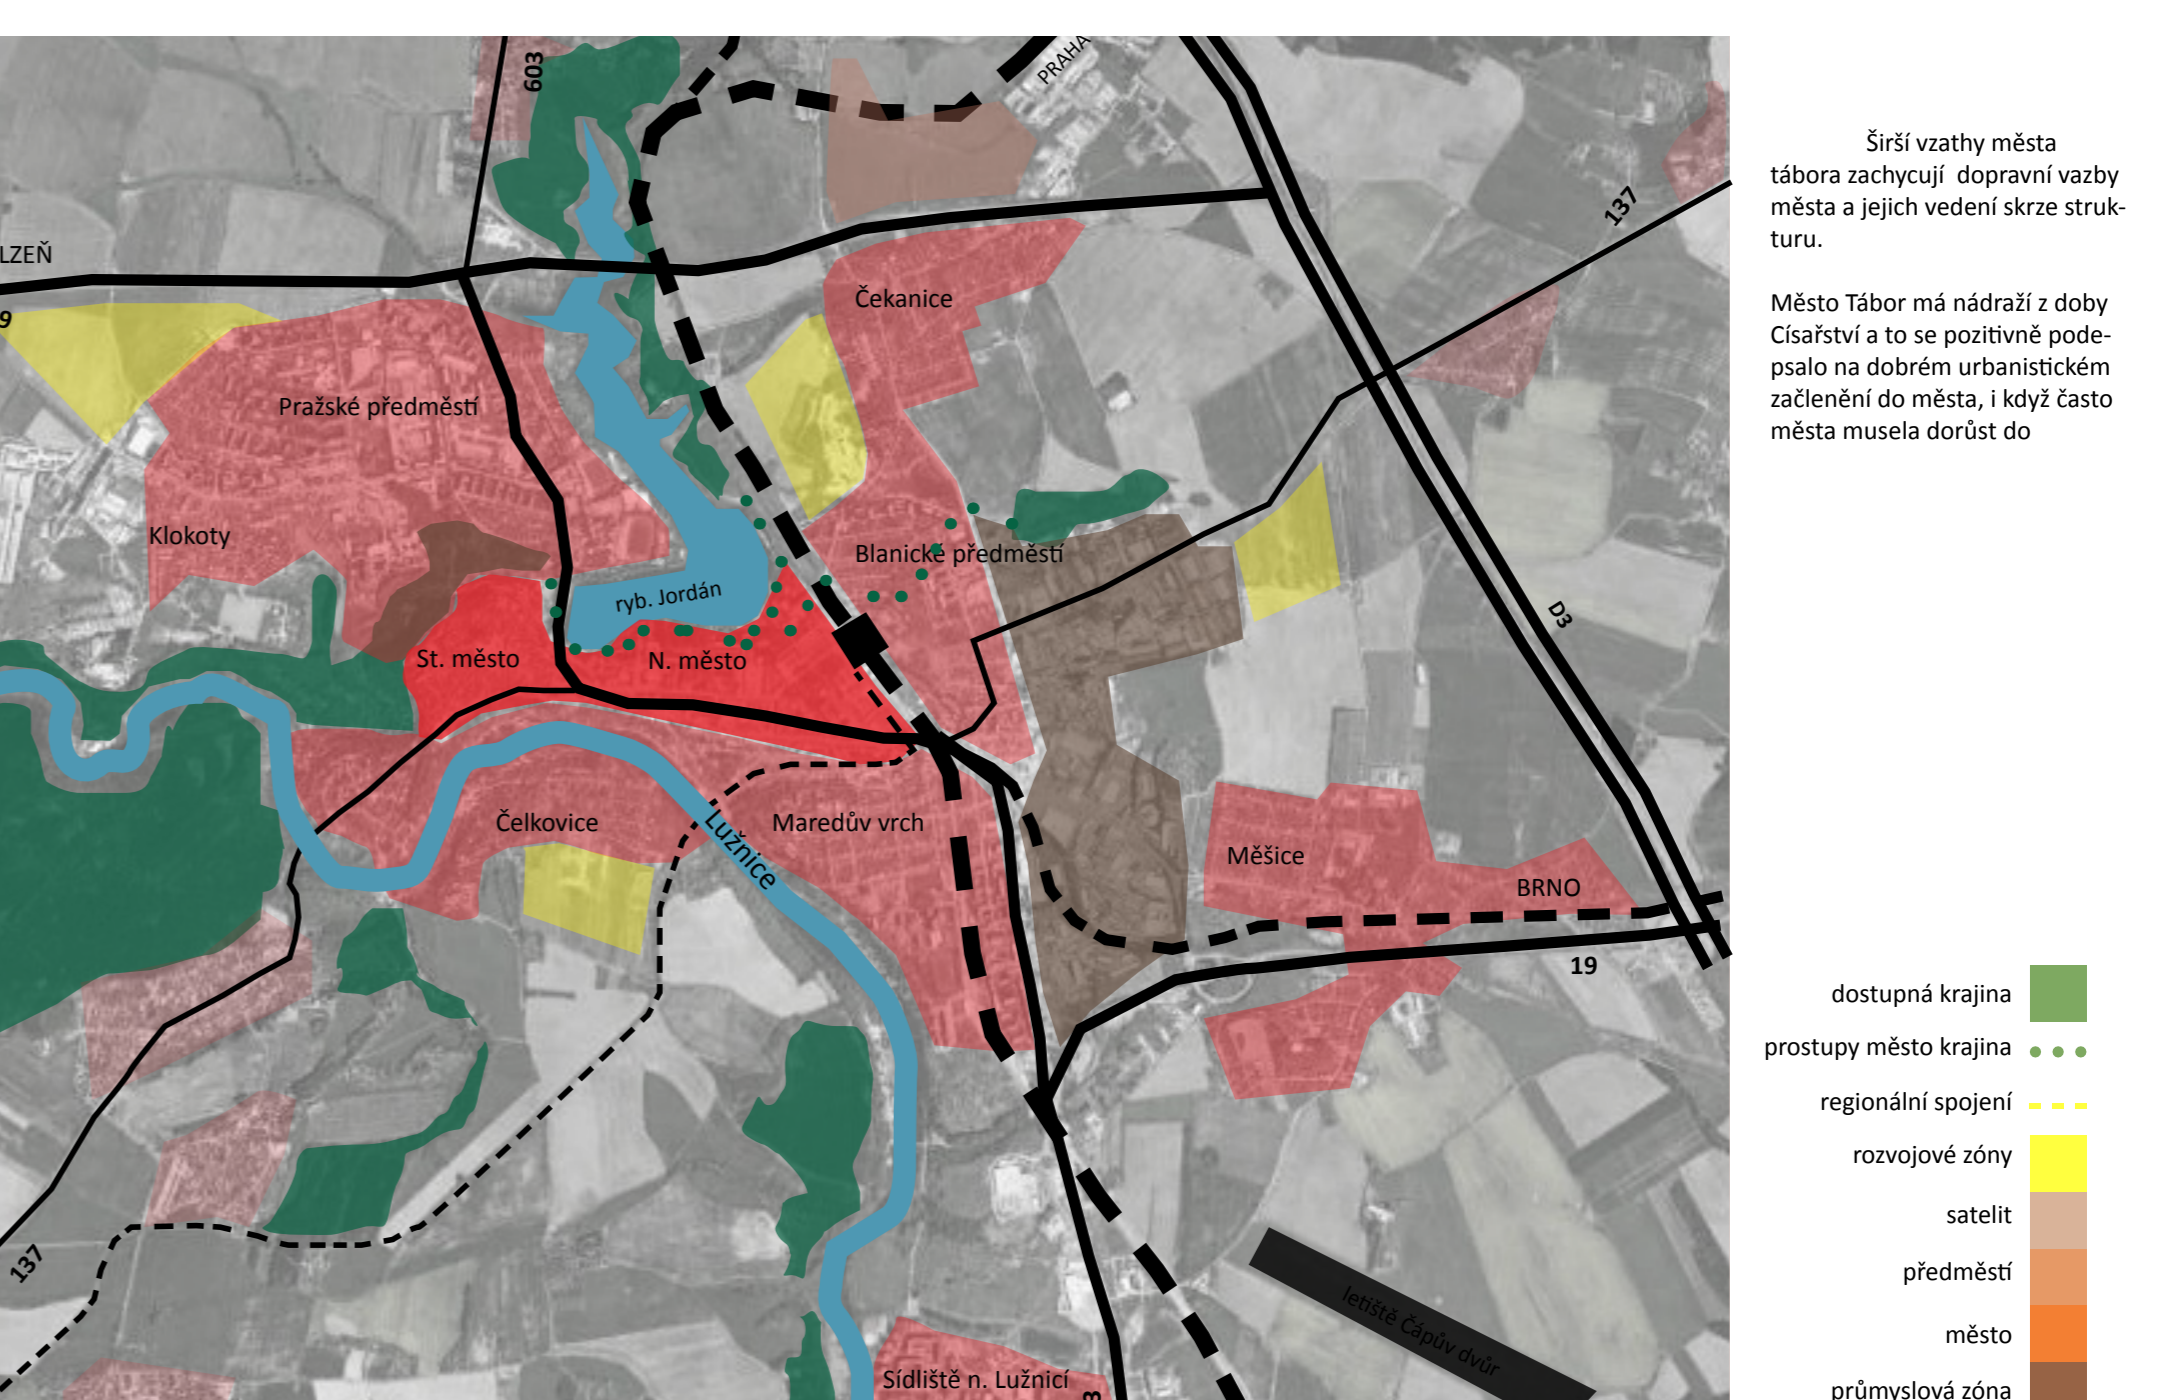 603
PRAHA
137
LZEŇ
9
Čekanice
Pražské předměstí
Klokoty
Blanické předměstí
ryb. Jordán
St. město
N. město
D3
Čelkovice
Lužnice
Maredův vrch
Měšice
BRNO
19
137
letiště Čápův dvůr
Sídliště n. Lužnicí
3
Širší vzathy města
tábora zachycují dopravní vazby
města a jejich vedení skrze struk-
turu.
Město Tábor má nádraží z doby
Císařství a to se pozitivně pode-
psalo na dobrém urbanistickém
začlenění do města, i když často
města musela dorůst do
dostupná krajina
prostupy město krajina
regionální spojení
rozvojové zóny
satelit
předměstí
město
průmyslová zóna